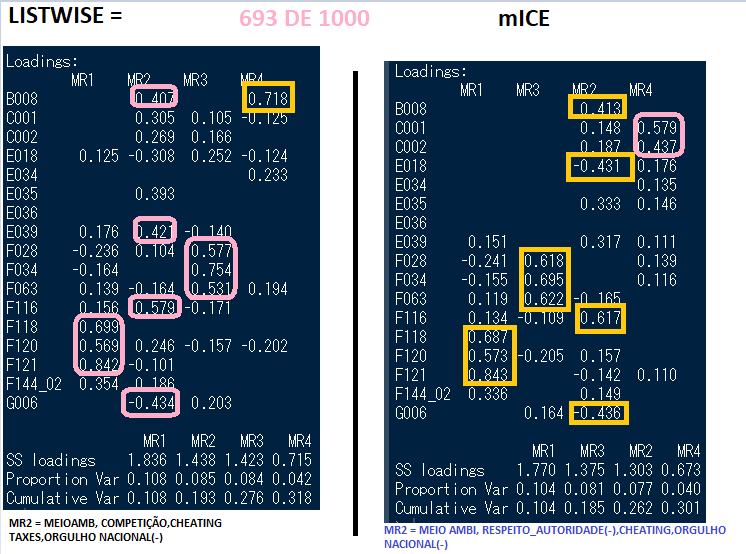 LISTWISE = 693 DE 1000 mICE
Loadings:
MR1 MR2 MR3 MR4
B008 0.407 0.718
C001 0.305 0.105 -0.125
C002 0.269 0.166
E018 0.125 -0.308 0.252 -0.124
E034 0.233
E035 0.393
E036
E039 0.176 0.421 -0.140
F028 -0.236 0.104 0.577
F034 -0.164 0.754
F063 0.139 -0.164 0.531 0.194
F116 0.156 0.579 -0.171
F118 0.699
F120 0.569 0.246 -0.157 -0.202
F121 0.842 -0.101
F144_02 0.354 0.186
G006 -0.434 0.203
MR1 MR2 MR3 MR4
SS loadings 1.836 1.438 1.423 0.715
Proportion Var 0.108 0.085 0.084 0.042
Cumulative Var 0.108 0.193 0.276 0.318
MR2 = MEIOAMB, COMPETIÇÃO,CHEATING
TAXES,ORGULHO NACIONAL(-)
Loadings:
MR1 MR3 MR2 MR4
B008 0.413
C001 0.148 0.579
C002 0.187 0.437
E018 -0.431 0.176
E034 0.135
E035 0.333 0.146
E036
E039 0.151 0.317 0.111
F028 -0.241 0.618 0.139
F034 -0.155 0.695 0.116
F063 0.119 0.622 -0.165
F116 0.134 -0.109 0.617
F118 0.687
F120 0.573 -0.205 0.157
F121 0.843 -0.142 0.110
F144_02 0.336 0.149
G006 0.164 -0.436
MR1 MR3 MR2 MR4
SS loadings 1.770 1.375 1.303 0.673
Proportion Var 0.104 0.081 0.077 0.040
Cumulative Var 0.104 0.185 0.262 0.301
MR2 = MEIO AMBI, RESPEITO_AUTORIDADE(-),CHEATING,ORGULHO
NACIONAL(-)